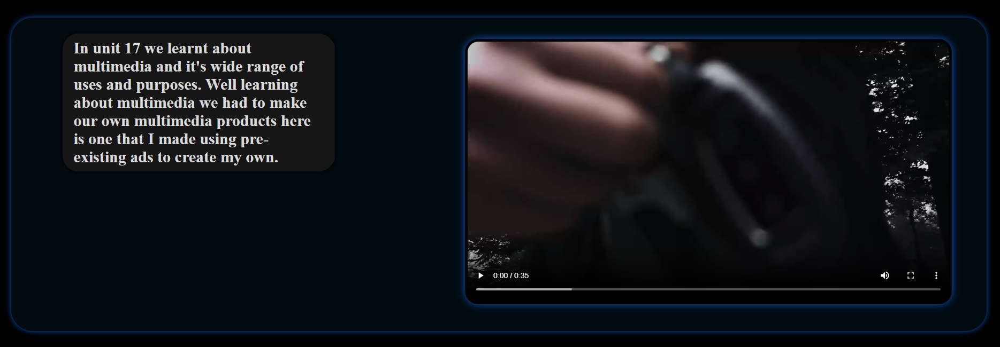 In unit 17 we learnt about
multimedia and it's wide range of
uses and purposes. Well learning
about multimedia we had to make
our own multimedia products here
is one that I made using pre-
existing ads to create my own.
0:00 / 0:35